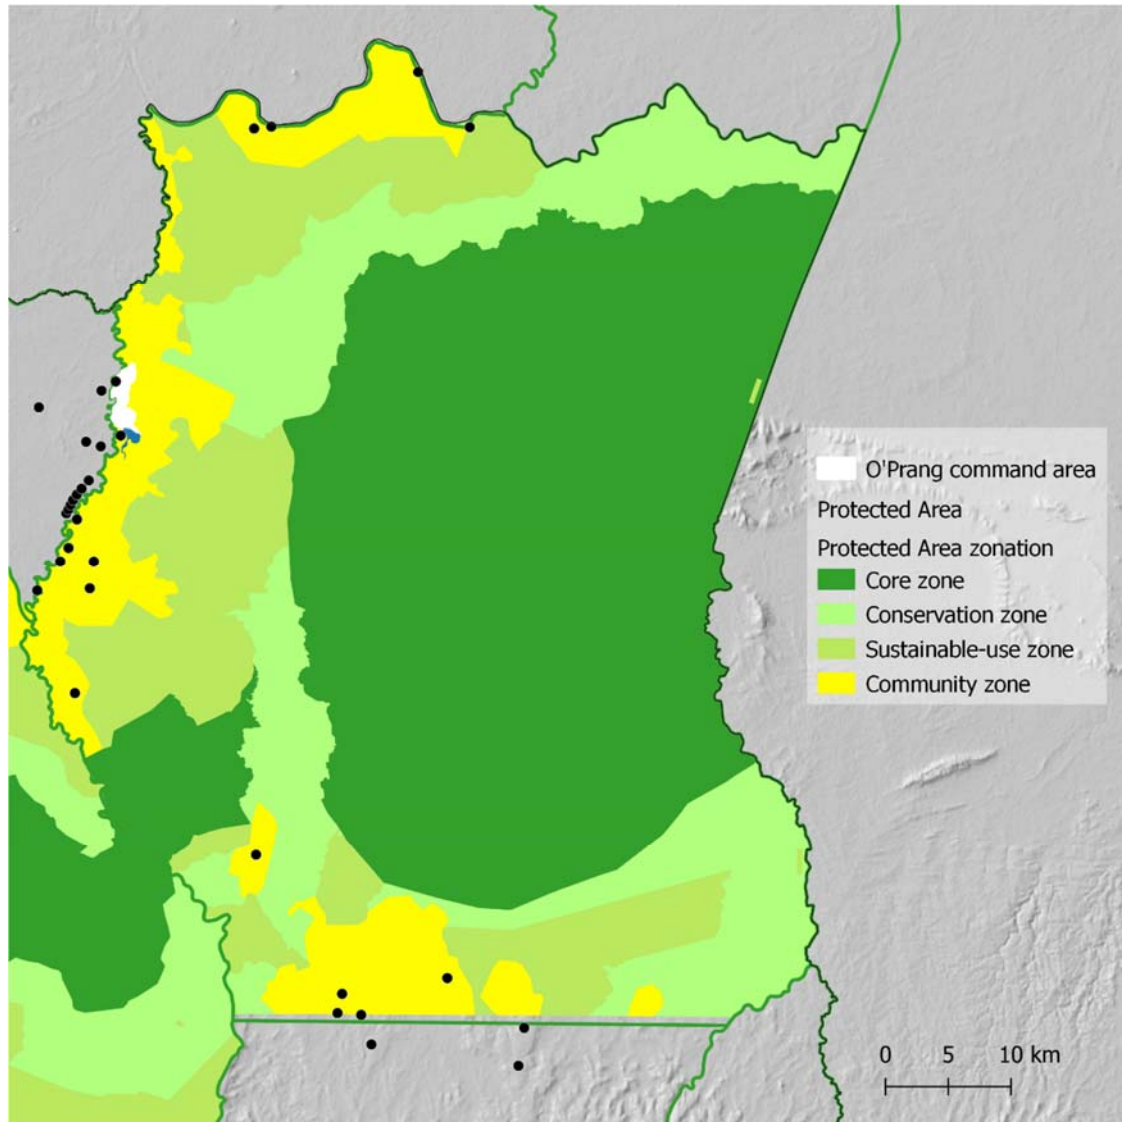 O'Prang command area
Protected Area
Protected Area zonation
Core zone
Conservation zone
Sustainable-use zone
Community zone
0 5 10 km